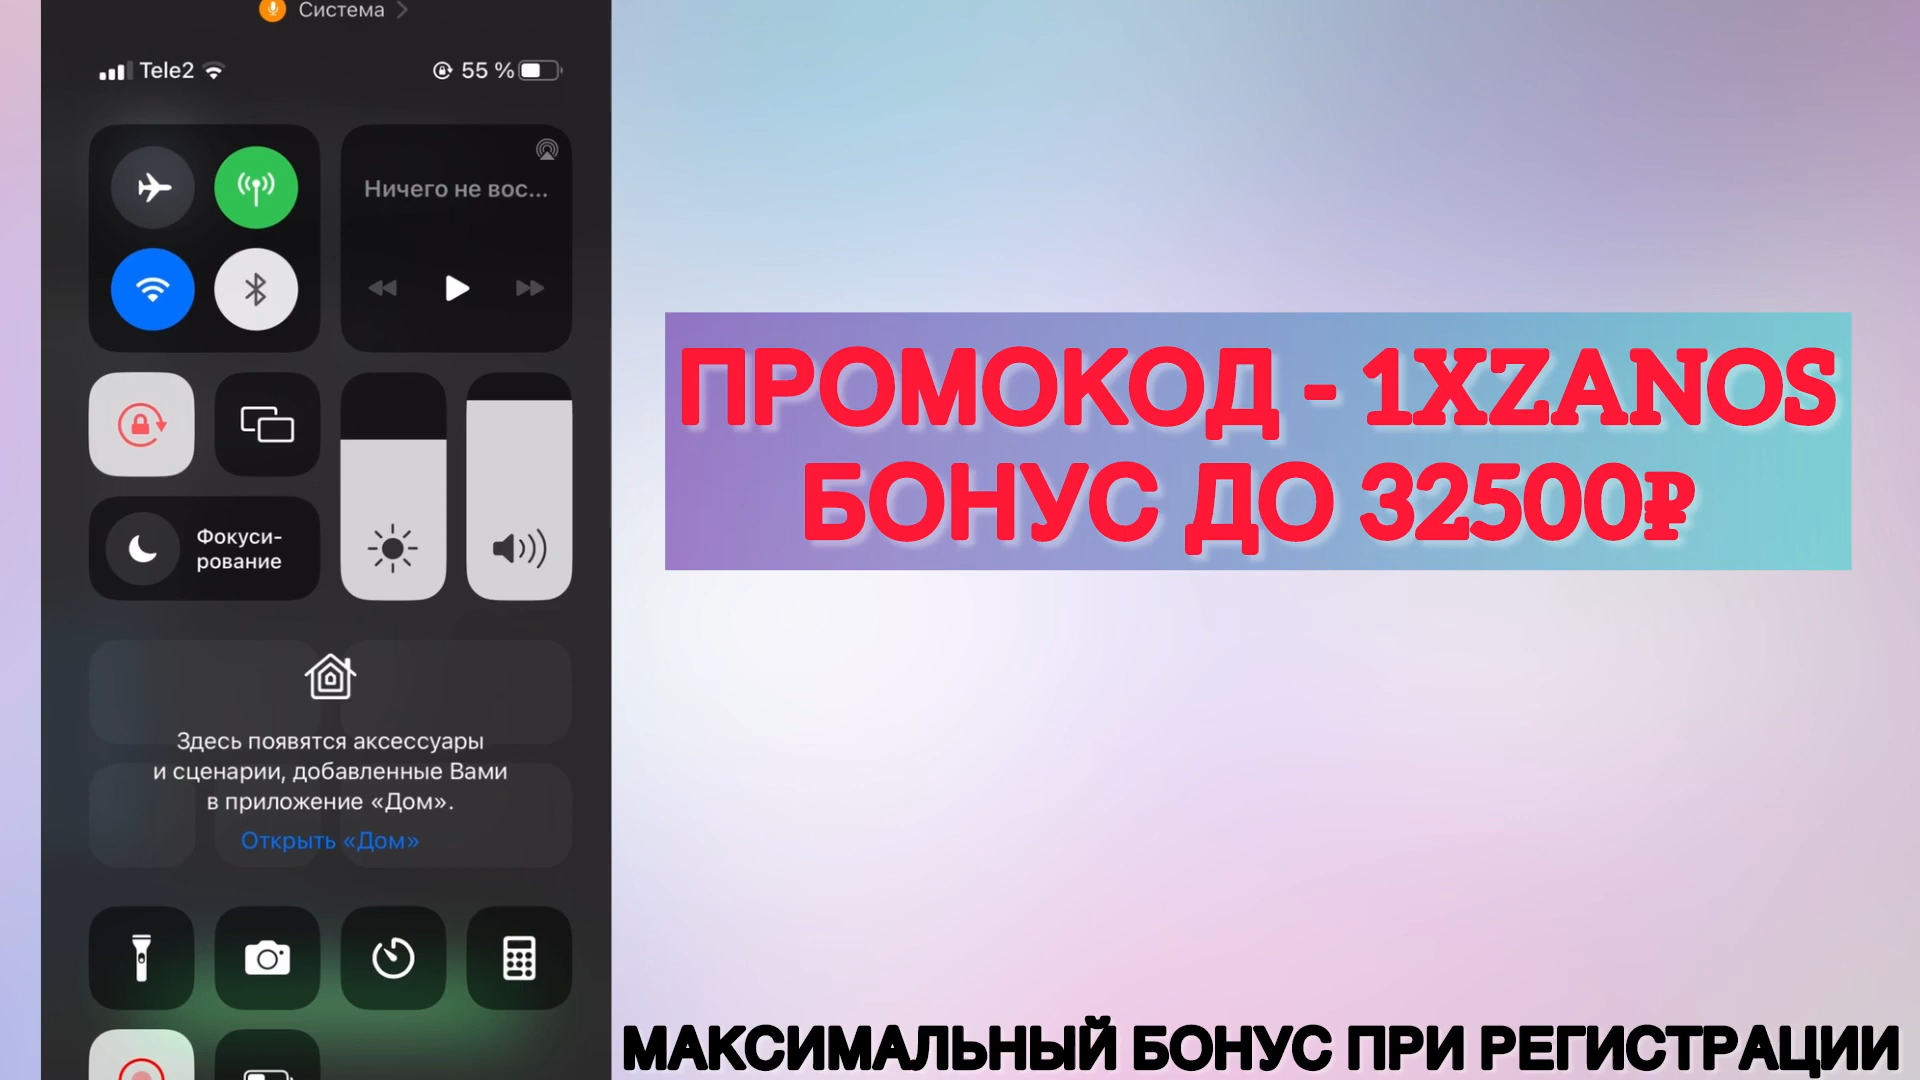 Система
Tele2
55 %
Ничего не вос...
Фокуси-
рование
Здесь появятся аксессуары
и сценарии, добавленные Вами
в приложение «Дом».
Открыть «Дом»
ПРОМОКОД - 1XZANOS
БОНУС ДО 32500₽
МАКСИМАЛЬНЫЙ БОНУС ПРИ РЕГИСТРАЦИИ